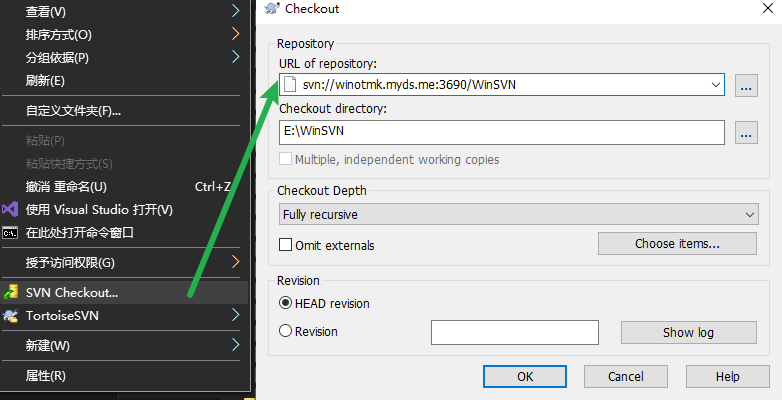 查看(V)
排序方式(O)
分组依据(P)
刷新(E)
自定义文件夹(F)...
粘贴(P)
粘贴快捷方式(S)
撤消 重命名(U) Ctrl+Z
使用 Visual Studio 打开(V)
在此处打开命令窗口
授予访问权限(G)
SVN Checkout...
TortoiseSVN
新建(W)
属性(R)
Checkout
Repository
URL of repository:
svn://winotmk.myds.me:3690/WinSVN
...
Checkout directory:
E:\WinSVN
...
Multiple, independent working copies
Checkout Depth
Fully recursive
Omit externals
Choose items...
Revision
HEAD revision
Revision
Show log
OK
Cancel
Help